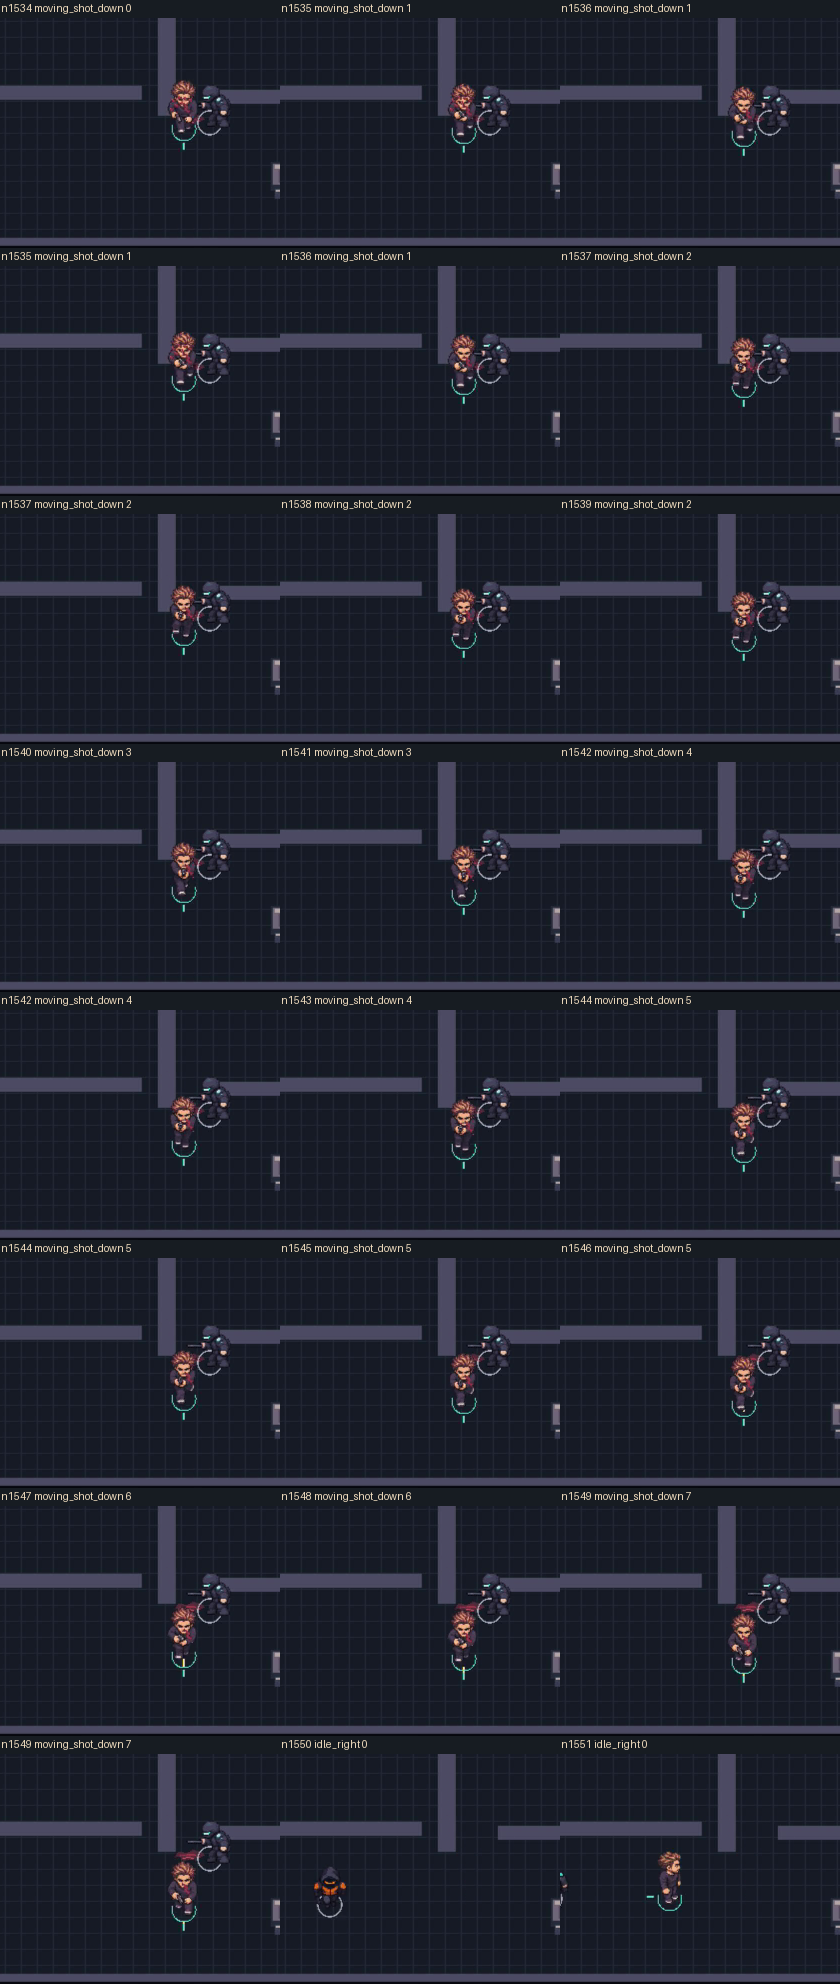 n1534 moving_shot_down 0
n1535 moving_shot_down 1
n1536 moving_shot_down 1
n1535 moving_shot_down 1
n1536 moving_shot_down 1
n1537 moving_shot_down 2
n1537 moving_shot_down 2
n1538 moving_shot_down 2
n1539 moving_shot_down 2
n1540 moving_shot_down 3
n1541 moving_shot_down 3
n1542 moving_shot_down 4
n1542 moving_shot_down 4
n1543 moving_shot_down 4
n1544 moving_shot_down 5
n1544 moving_shot_down 5
n1545 moving_shot_down 5
n1546 moving_shot_down 5
n1547 moving_shot_down 6
n1548 moving_shot_down 6
n1549 moving_shot_down 7
n1549 moving_shot_down 7
n1550 idle_right 0
n1551 idle_right 0